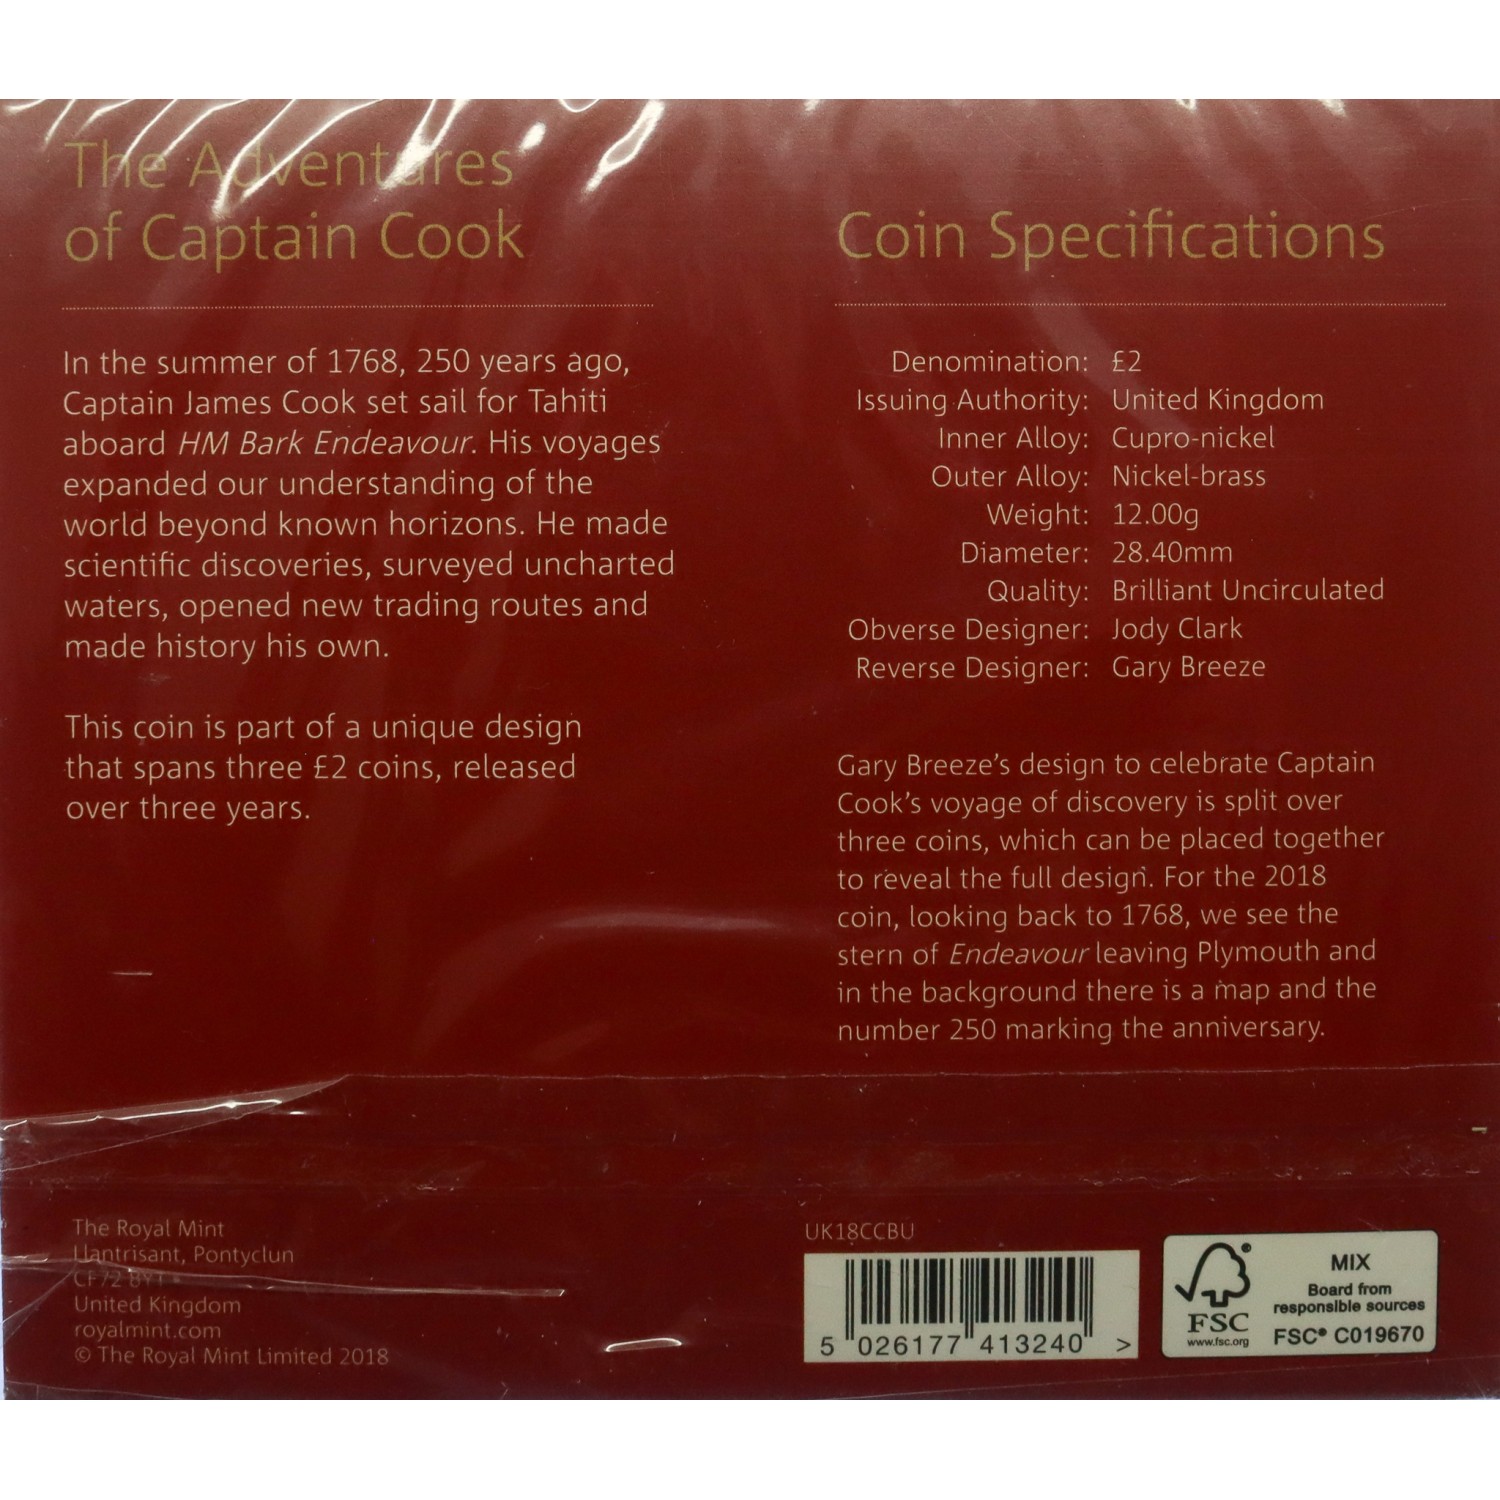 The Adventures
of Captain Cook
In the summer of 1768, 250 years ago,
Captain James Cook set sail for Tahiti
aboard HM Bark Endeavour. His voyages
expanded our understanding of the
world beyond known horizons. He made
scientific discoveries, surveyed uncharted
waters, opened new trading routes and
made history his own.
This coin is part of a unique design
that spans three £2 coins, released
over three years.
Coin Specifications
Denomination: £2
Issuing Authority: United Kingdom
Inner Alloy: Cupro-nickel
Outer Alloy: Nickel-brass
Weight: 12.00g
Diameter: 28.40mm
Quality: Brilliant Uncirculated
Obverse Designer: Jody Clark
Reverse Designer: Gary Breeze
Gary Breeze's design to celebrate Captain
Cook's voyage of discovery is split over
three coins, which can be placed together
to reveal the full design. For the 2018
coin, looking back to 1768, we see the
stern of Endeavour leaving Plymouth and
in the background there is a map and the
number 250 marking the anniversary.
The Royal Mint
Llantrisant, Pontyclun
CF72 8YT
United Kingdom
royalmint.com
© The Royal Mint Limited 2018
UK18CCBU
5 026177 413240 >
FSC®
www.fsc.org
MIX
Board from
responsible sources
FSC® C019670